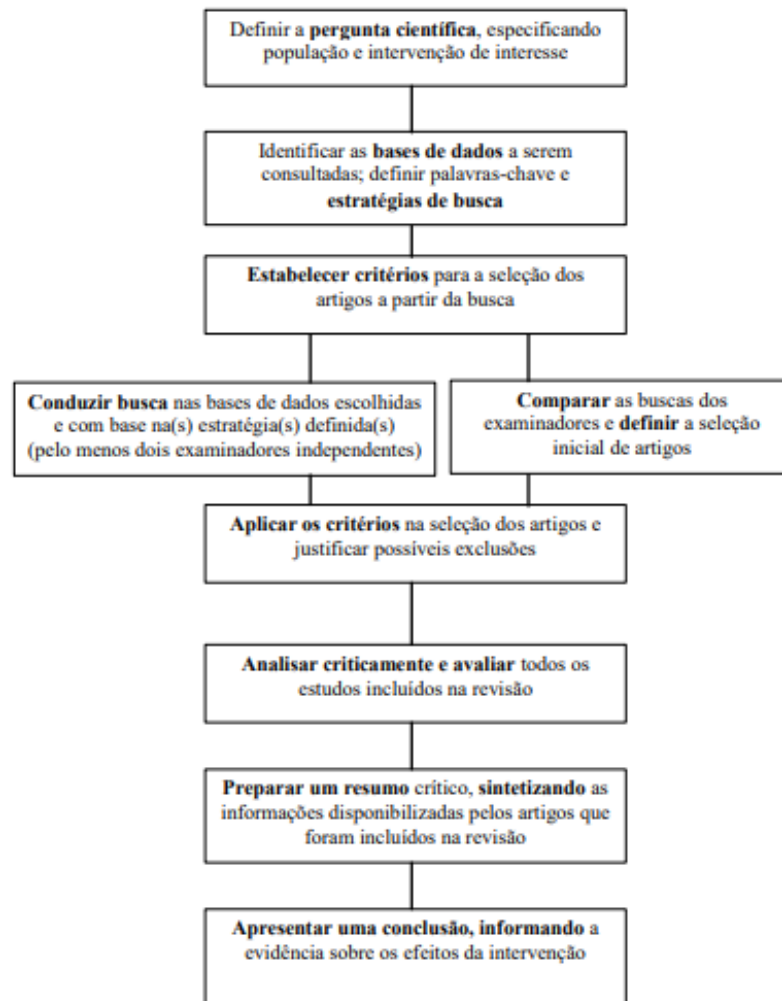 Definir a pergunta científica, especificando
população e intervenção de interesse
Identificar as bases de dados a serem
consultadas; definir palavras-chave e
estratégias de busca
Estabelecer critérios para a seleção dos
artigos a partir da busca
Conduzir busca nas bases de dados escolhidas
e com base na(s) estratégia(s) definida(s)
(pelo menos dois examinadores independentes)
Comparar as buscas dos
examinadores e definir a seleção
inicial de artigos
Aplicar os critérios na seleção dos artigos e
justificar possíveis exclusões
Analisar criticamente e avaliar todos os
estudos incluídos na revisão
Preparar um resumo crítico, sintetizando as
informações disponibilizadas pelos artigos que
foram incluídos na revisão
Apresentar uma conclusão, informando a
evidência sobre os efeitos da intervenção